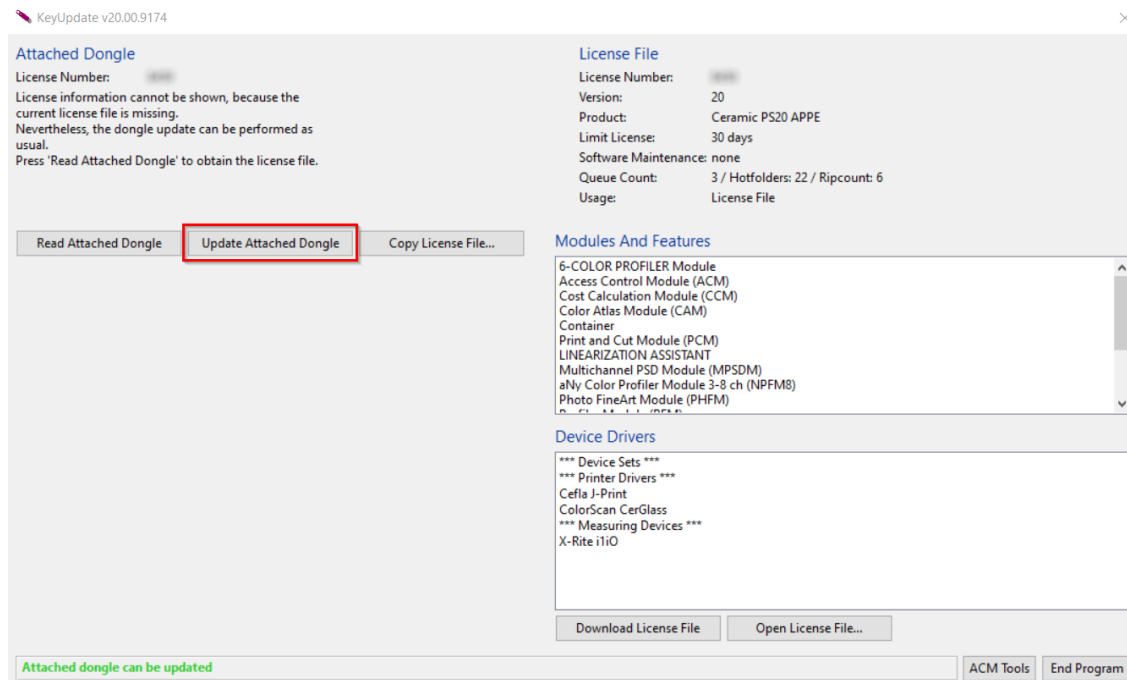 KeyUpdate v20.00.9174
Attached Dongle
License Number:
License information cannot be shown, because the
current license file is missing.
Nevertheless, the dongle update can be performed as
usual.
Press 'Read Attached Dongle' to obtain the license file.
Read Attached Dongle
Update Attached Dongle
Copy License File...
License File
License Number:
Version: 20
Product: Ceramic PS20 APPE
Limit License: 30 days
Software Maintenance: none
Queue Count: 3 / Hotfolders: 22 / Ripcount: 6
Usage: License File
Modules And Features
6-COLOR PROFILER Module
Access Control Module (ACM)
Cost Calculation Module (CCM)
Color Atlas Module (CAM)
Container
Print and Cut Module (PCM)
LINEARIZATION ASSISTANT
Multichannel PSD Module (MPSDM)
aNy Color Profiler Module 3-8 ch (NPFM8)
Photo FineArt Module (PHFM)
Device Drivers
*** Device Sets ***
*** Printer Drivers ***
Cefla J-Print
ColorScan CerGlass
*** Measuring Devices ***
X-Rite i1iO
Download License File
Open License File...
Attached dongle can be updated
ACM Tools
End Program